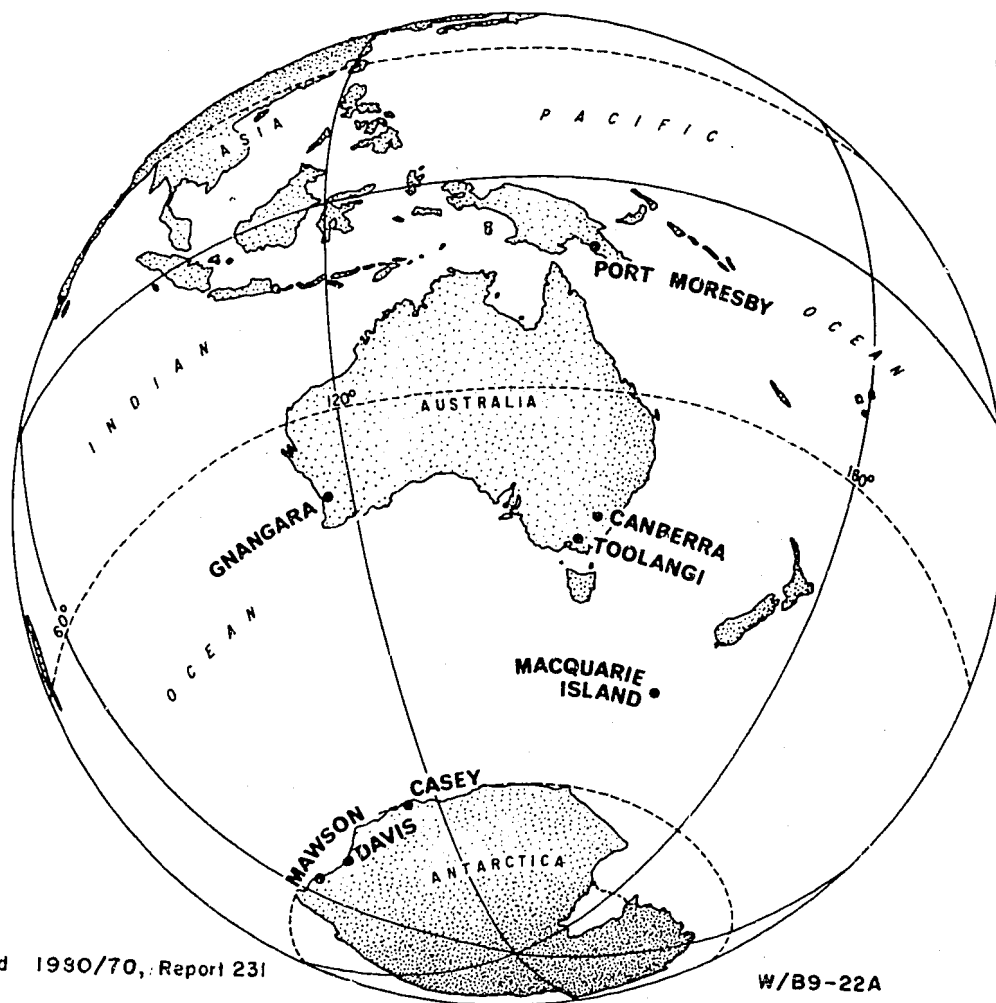 ASIA
PACIFIC
PORT MORESBY
OCEAN
INDIAN
120°
AUSTRALIA
180°
GNANGARA
CANBERRA
TOOLANGI
60°
OCEAN
MACQUARIE
ISLAND
CASEY
MAWSON
DAVIS
ANTARCTICA
d 1980/70, Report 231
W/B9-22A